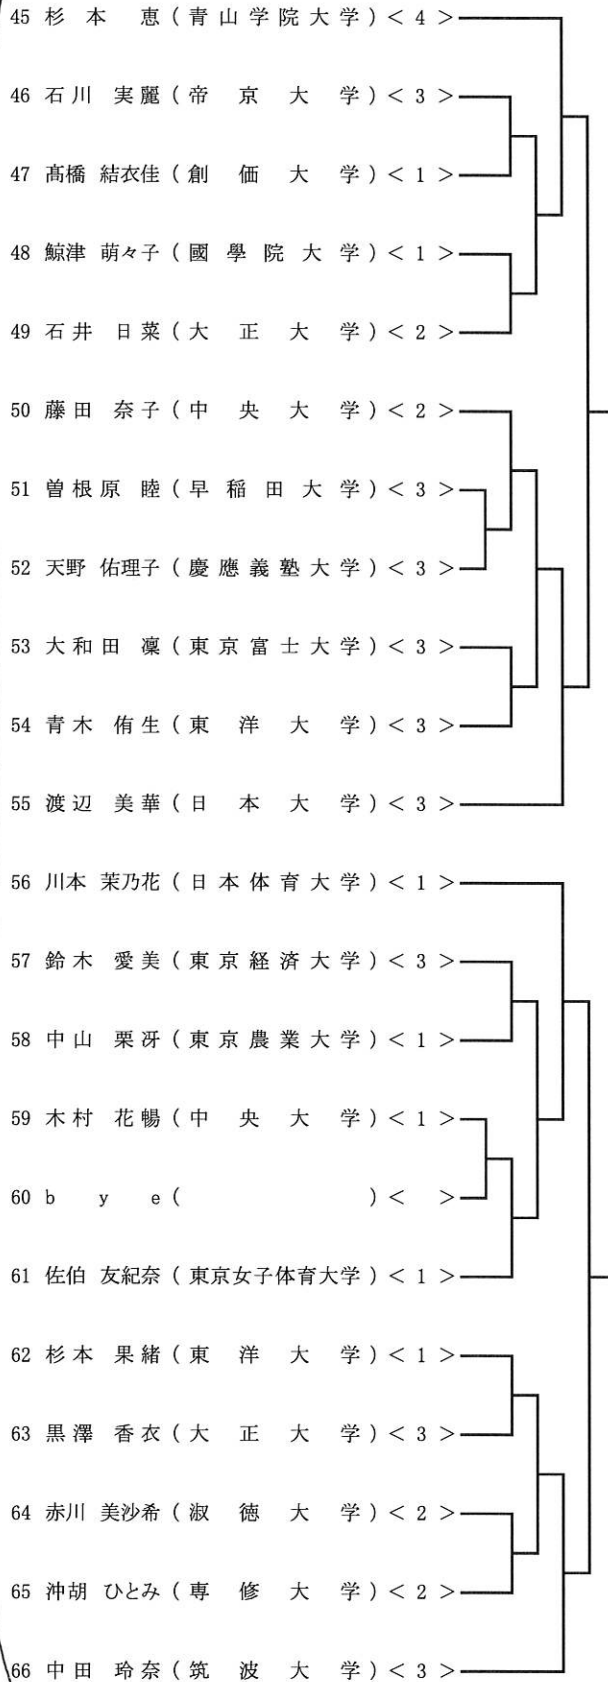 45 杉本 恵 (青山学院大学) < 4 >
46 石川 実麗 (帝京大学) < 3 >
47 髙橋 結衣佳 (創価大学) < 1 >
48 鯨津 萌々子 (國學院大学) < 1 >
49 石井 日菜 (大正大学) < 2 >
50 藤田 奈子 (中央大学) < 2 >
51 曽根原 睦 (早稲田大学) < 3 >
52 天野 佑理子 (慶應義塾大学) < 3 >
53 大和田 凜 (東京富士大学) < 3 >
54 青木 侑生 (東洋大学) < 3 >
55 渡辺 美華 (日本大学) < 3 >
56 川本 茉乃花 (日本体育大学) < 1 >
57 鈴木 愛美 (東京経済大学) < 3 >
58 中山 栗冴 (東京農業大学) < 1 >
59 木村 花暢 (中央大学) < 1 >
60 bye ( ) < >
61 佐伯 友紀奈 (東京女子体育大学) < 1 >
62 杉本 果緒 (東洋大学) < 1 >
63 黒澤 香衣 (大正大学) < 3 >
64 赤川 美沙希 (淑徳大学) < 2 >
65 沖胡 ひとみ (専修大学) < 2 >
66 中田 玲奈 (筑波大学) < 3 >